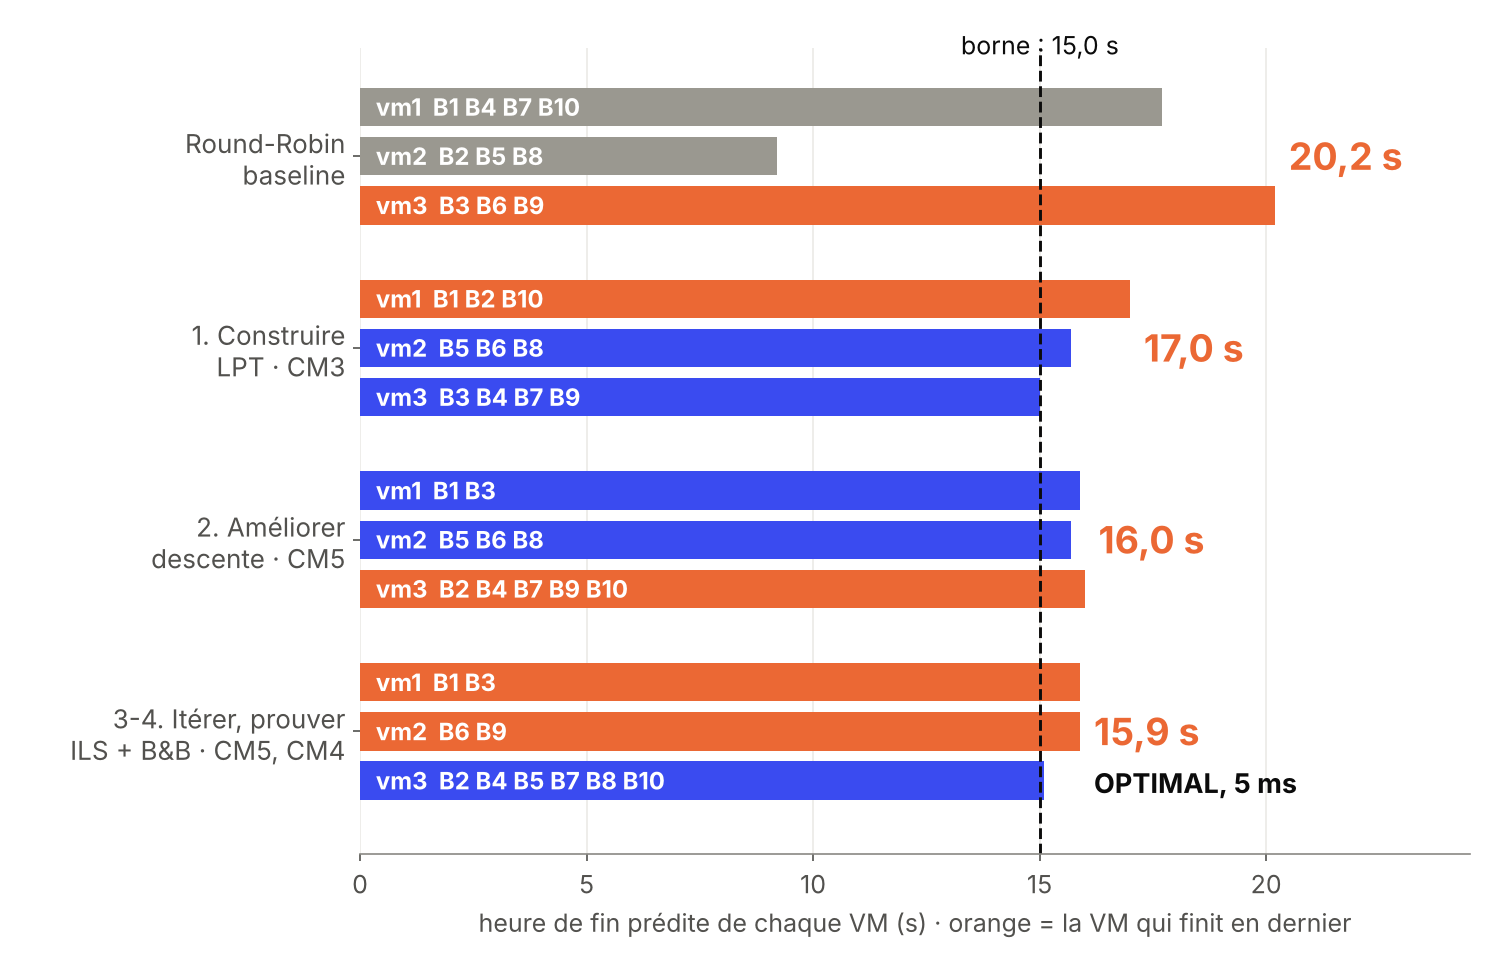 borne : 15,0 s
Round-Robin
baseline
vm1 B1 B4 B7 B10
vm2 B2 B5 B8
vm3 B3 B6 B9
20,2 s
1. Construire
LPT · CM3
vm1 B1 B2 B10
vm2 B5 B6 B8
vm3 B3 B4 B7 B9
17,0 s
2. Améliorer
descente · CM5
vm1 B1 B3
vm2 B5 B6 B8
vm3 B2 B4 B7 B9 B10
16,0 s
3-4. Itérer, prouver
ILS + B&B · CM5, CM4
vm1 B1 B3
vm2 B6 B9
vm3 B2 B4 B5 B7 B8 B10
15,9 s
OPTIMAL, 5 ms
0 5 10 15 20
heure de fin prédite de chaque VM (s) · orange = la VM qui finit en dernier